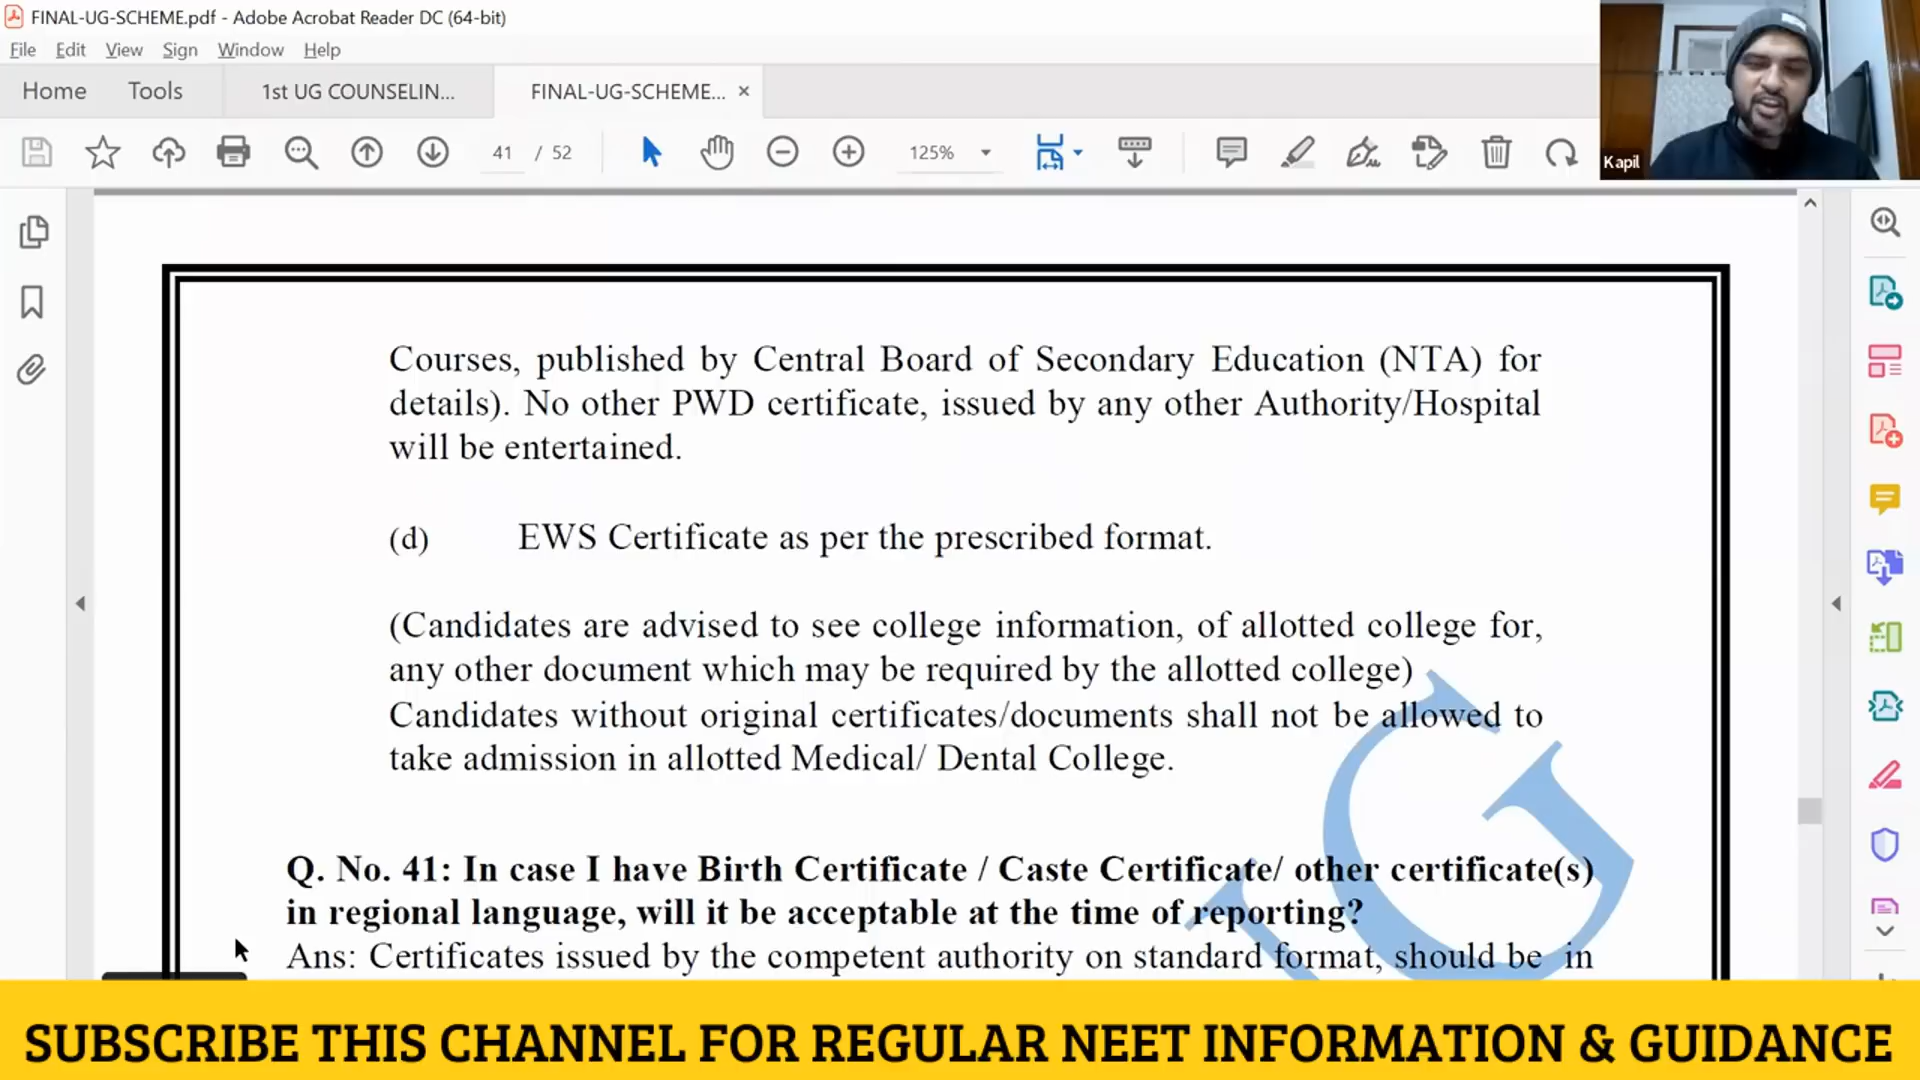 FINAL-UG-SCHEME.pdf - Adobe Acrobat Reader DC (64-bit)
File Edit View Sign Window Help
Home Tools 1st UG COUNSELIN... FINAL-UG-SCHEME... ×
41 / 52 125%
Kapil
Courses, published by Central Board of Secondary Education (NTA) for
details). No other PWD certificate, issued by any other Authority/Hospital
will be entertained.
(d) EWS Certificate as per the prescribed format.
(Candidates are advised to see college information, of allotted college for,
any other document which may be required by the allotted college)
Candidates without original certificates/documents shall not be allowed to
take admission in allotted Medical/ Dental College.
Q. No. 41: In case I have Birth Certificate / Caste Certificate/ other certificate(s)
in regional language, will it be acceptable at the time of reporting?
Ans: Certificates issued by the competent authority on standard format, should be in
G
SUBSCRIBE THIS CHANNEL FOR REGULAR NEET INFORMATION & GUIDANCE